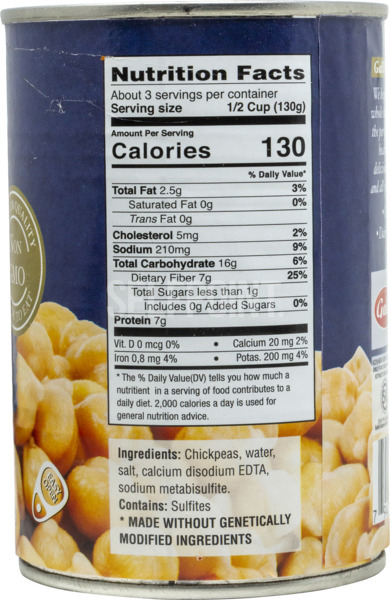 Nutrition Facts
About 3 servings per container
Serving size 1/2 Cup (130g)
Amount Per Serving
Calories 130
% Daily Value*
Total Fat 2.5g 3%
Saturated Fat 0g 0%
Trans Fat 0g
Cholesterol 5mg 2%
Sodium 210mg 9%
Total Carbohydrate 16g 6%
Dietary Fiber 7g 25%
Total Sugars less than 1g
Includes 0g Added Sugars 0%
Protein 7g
Vit. D 0 mcg 0% • Calcium 20 mg 2%
Iron 0,8 mg 4% • Potas. 200 mg 4%
* The % Daily Value(DV) tells you how much a
nutrient in a serving of food contributes to a
daily diet. 2,000 calories a day is used for
general nutrition advice.
Ingredients: Chickpeas, water,
salt, calcium disodium EDTA,
sodium metabisulfite.
Contains: Sulfites
* MADE WITHOUT GENETICALLY
MODIFIED INGREDIENTS
EASY
OPEN